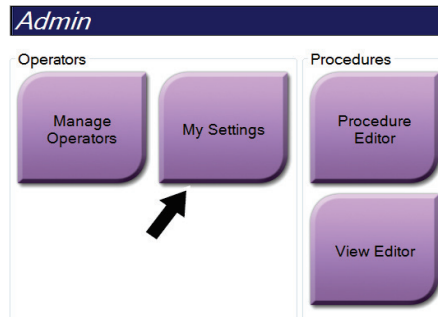 Admin
Operators
Manage
Operators
My Settings
Procedures
Procedure
Editor
View Editor